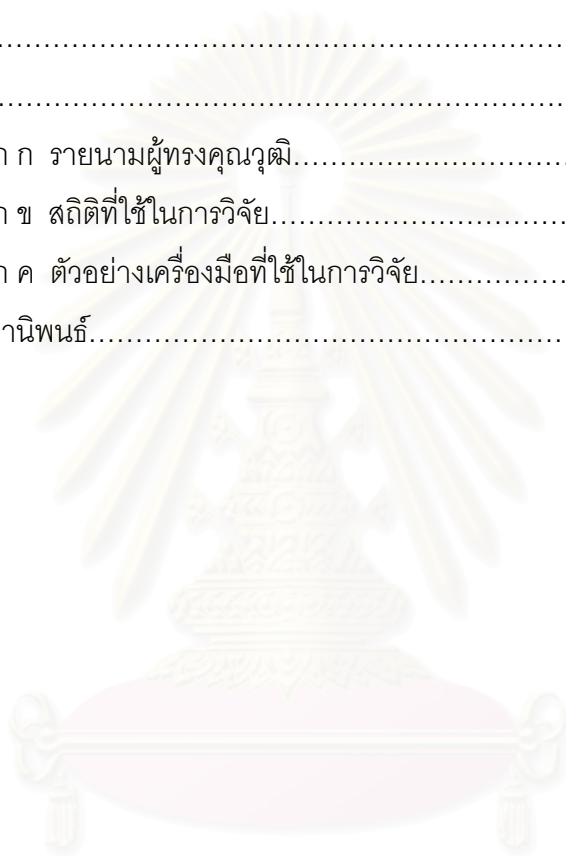 ....................................................................
....................................................................
ก ก รายนามผู้ทรงคุณวุฒิ..............................
ก ข สถิติที่ใช้ในการวิจัย.................................
ก ค ตัวอย่างเครื่องมือที่ใช้ในการวิจัย................
านิพนธ์......................................................